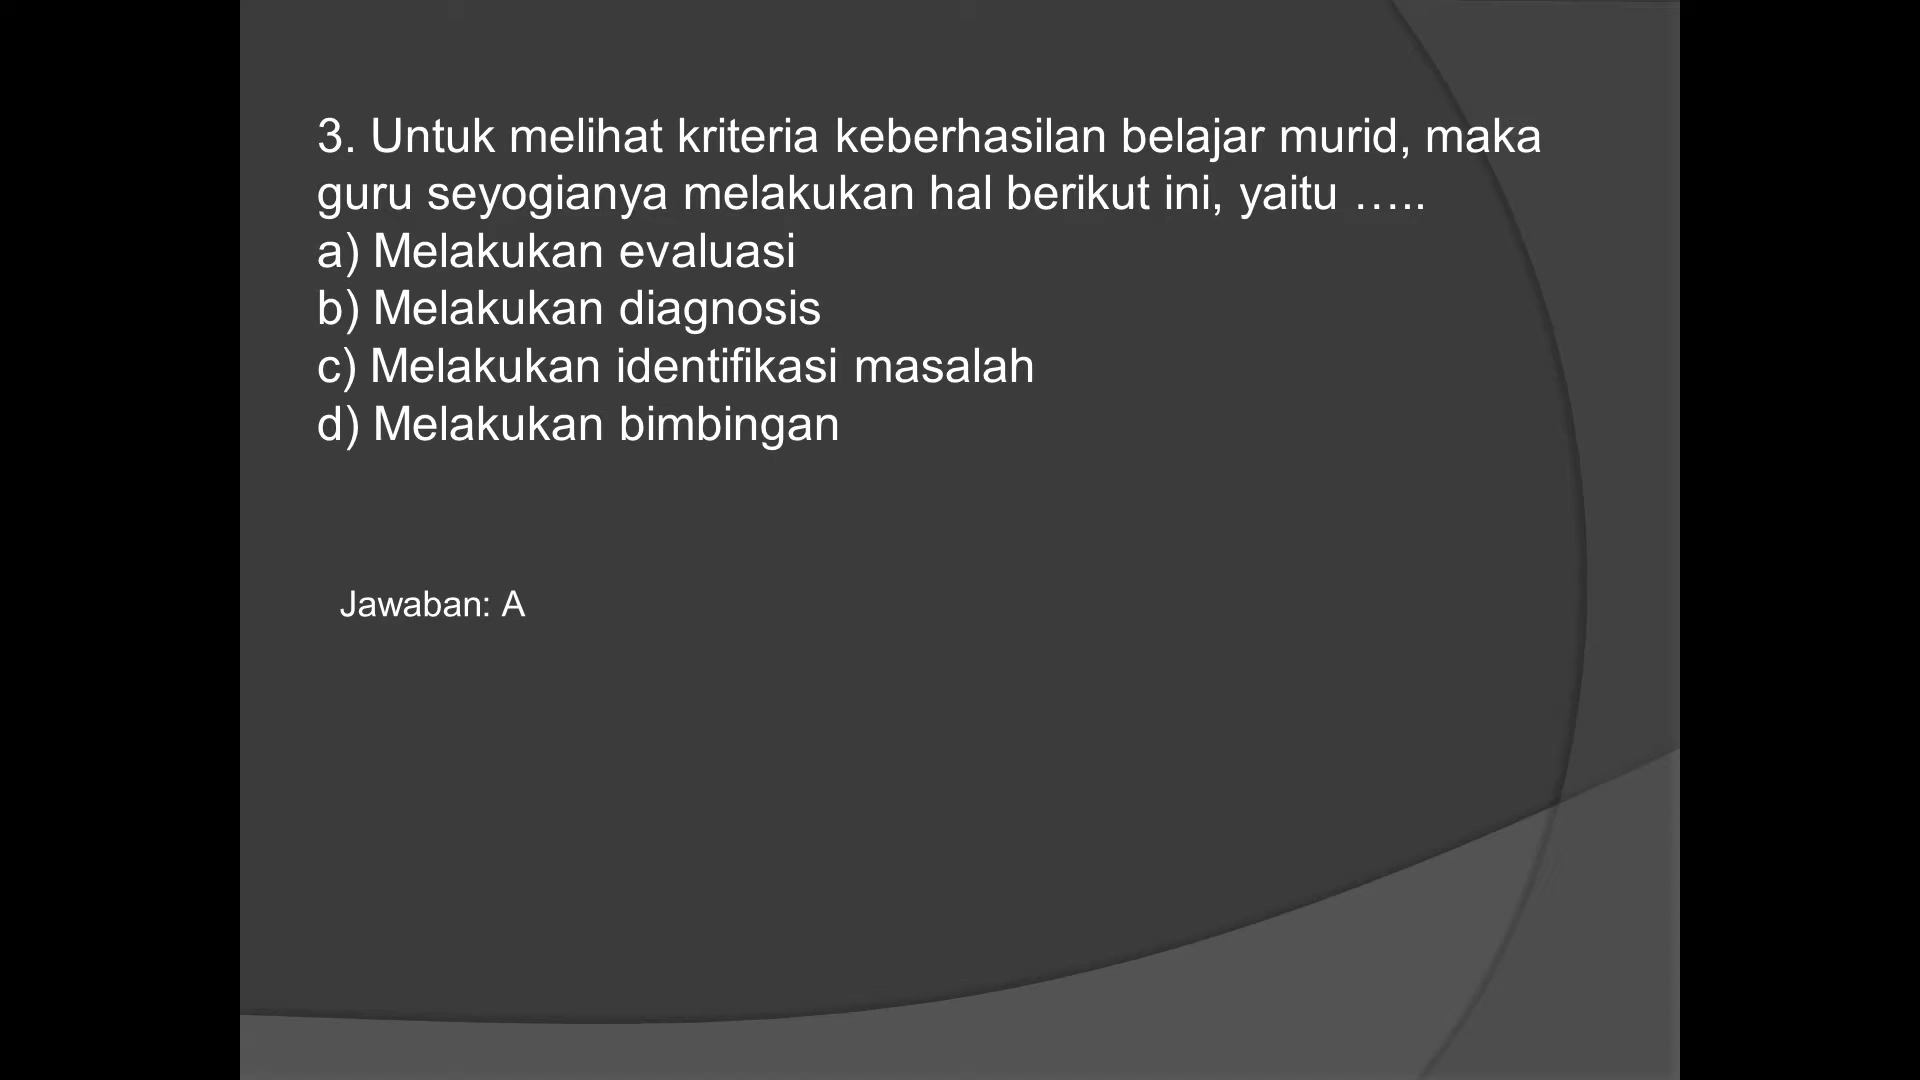 3. Untuk melihat kriteria keberhasilan belajar murid, maka
guru seyogianya melakukan hal berikut ini, yaitu …..
a) Melakukan evaluasi
b) Melakukan diagnosis
c) Melakukan identifikasi masalah
d) Melakukan bimbingan
Jawaban: A